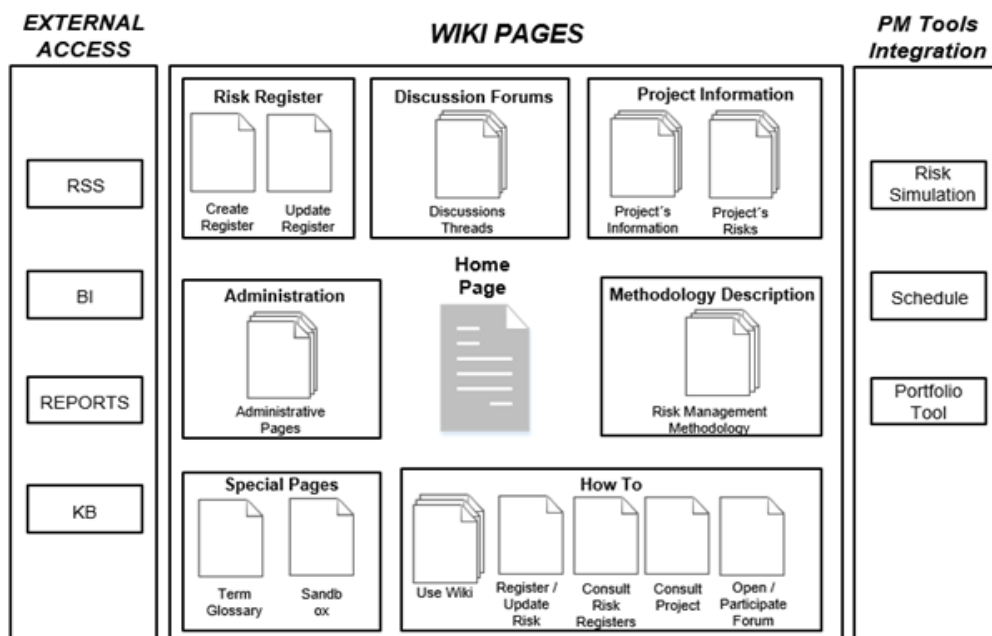 EXTERNAL
ACCESS
RSS
BI
REPORTS
KB
WIKI PAGES
Risk Register
Create
Register
Update
Register
Discussion Forums
Discussions
Threads
Project Information
Project´s
Information
Project´s
Risks
Administration
Administrative
Pages
Home
Page
Methodology Description
Risk Management
Methodology
Special Pages
Term
Glossary
Sandb
ox
How To
Use Wiki
Register /
Update
Risk
Consult
Risk
Registers
Consult
Project
Open /
Participate
Forum
PM Tools
Integration
Risk
Simulation
Schedule
Portfolio
Tool